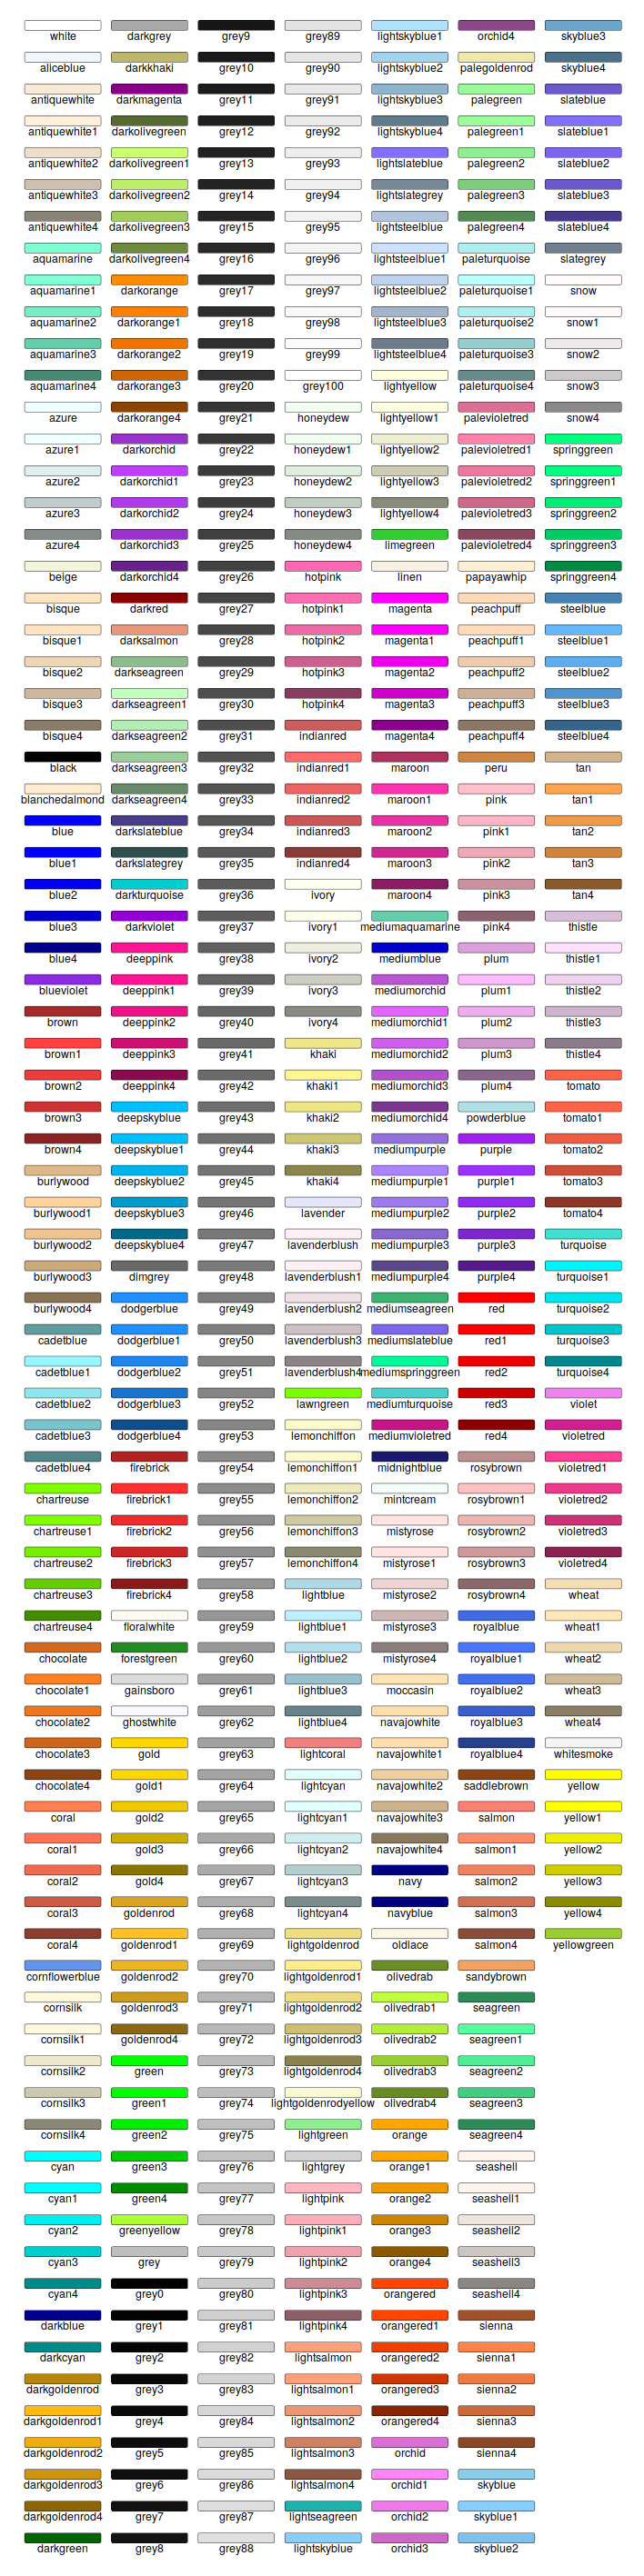 white
aliceblue
antiquewhite
antiquewhite1
antiquewhite2
antiquewhite3
antiquewhite4
aquamarine
aquamarine1
aquamarine2
aquamarine3
aquamarine4
azure
azure1
azure2
azure3
azure4
beige
bisque
bisque1
bisque2
bisque3
bisque4
black
blanchedalmond
blue
blue1
blue2
blue3
blue4
blueviolet
brown
brown1
brown2
brown3
brown4
burlywood
burlywood1
burlywood2
burlywood3
burlywood4
cadetblue
cadetblue1
cadetblue2
cadetblue3
cadetblue4
chartreuse
chartreuse1
chartreuse2
chartreuse3
chartreuse4
chocolate
chocolate1
chocolate2
chocolate3
chocolate4
coral
coral1
coral2
coral3
coral4
cornflowerblue
cornsilk
cornsilk1
cornsilk2
cornsilk3
cornsilk4
cyan
cyan1
cyan2
cyan3
cyan4
darkblue
darkcyan
darkgoldenrod
darkgoldenrod1
darkgoldenrod2
darkgoldenrod3
darkgoldenrod4
darkgreen
darkgrey
darkkhaki
darkmagenta
darkolivegreen
darkolivegreen1
darkolivegreen2
darkolivegreen3
darkolivegreen4
darkorange
darkorange1
darkorange2
darkorange3
darkorange4
darkorchid
darkorchid1
darkorchid2
darkorchid3
darkorchid4
darkred
darksalmon
darkseagreen
darkseagreen1
darkseagreen2
darkseagreen3
darkseagreen4
darkslateblue
darkslategrey
darkturquoise
darkviolet
deeppink
deeppink1
deeppink2
deeppink3
deeppink4
deepskyblue
deepskyblue1
deepskyblue2
deepskyblue3
deepskyblue4
dimgrey
dodgerblue
dodgerblue1
dodgerblue2
dodgerblue3
dodgerblue4
firebrick
firebrick1
firebrick2
firebrick3
firebrick4
floralwhite
forestgreen
gainsboro
ghostwhite
gold
gold1
gold2
gold3
gold4
goldenrod
goldenrod1
goldenrod2
goldenrod3
goldenrod4
green
green1
green2
green3
green4
greenyellow
grey
grey0
grey1
grey2
grey3
grey4
grey5
grey6
grey7
grey8
grey9
grey10
grey11
grey12
grey13
grey14
grey15
grey16
grey17
grey18
grey19
grey20
grey21
grey22
grey23
grey24
grey25
grey26
grey27
grey28
grey29
grey30
grey31
grey32
grey33
grey34
grey35
grey36
grey37
grey38
grey39
grey40
grey41
grey42
grey43
grey44
grey45
grey46
grey47
grey48
grey49
grey50
grey51
grey52
grey53
grey54
grey55
grey56
grey57
grey58
grey59
grey60
grey61
grey62
grey63
grey64
grey65
grey66
grey67
grey68
grey69
grey70
grey71
grey72
grey73
grey74
grey75
grey76
grey77
grey78
grey79
grey80
grey81
grey82
grey83
grey84
grey85
grey86
grey87
grey88
grey89
grey90
grey91
grey92
grey93
grey94
grey95
grey96
grey97
grey98
grey99
grey100
honeydew
honeydew1
honeydew2
honeydew3
honeydew4
hotpink
hotpink1
hotpink2
hotpink3
hotpink4
indianred
indianred1
indianred2
indianred3
indianred4
ivory
ivory1
ivory2
ivory3
ivory4
khaki
khaki1
khaki2
khaki3
khaki4
lavender
lavenderblush
lavenderblush1
lavenderblush2
lavenderblush3
lavenderblush4
lawngreen
lemonchiffon
lemonchiffon1
lemonchiffon2
lemonchiffon3
lemonchiffon4
lightblue
lightblue1
lightblue2
lightblue3
lightblue4
lightcoral
lightcyan
lightcyan1
lightcyan2
lightcyan3
lightcyan4
lightgoldenrod
lightgoldenrod1
lightgoldenrod2
lightgoldenrod3
lightgoldenrod4
lightgoldenrodyellow
lightgreen
lightgrey
lightpink
lightpink1
lightpink2
lightpink3
lightpink4
lightsalmon
lightsalmon1
lightsalmon2
lightsalmon3
lightsalmon4
lightseagreen
lightskyblue
lightskyblue1
lightskyblue2
lightskyblue3
lightskyblue4
lightslateblue
lightslategrey
lightsteelblue
lightsteelblue1
lightsteelblue2
lightsteelblue3
lightsteelblue4
lightyellow
lightyellow1
lightyellow2
lightyellow3
lightyellow4
limegreen
linen
magenta
magenta1
magenta2
magenta3
magenta4
maroon
maroon1
maroon2
maroon3
maroon4
mediumaquamarine
mediumblue
mediumorchid
mediumorchid1
mediumorchid2
mediumorchid3
mediumorchid4
mediumpurple
mediumpurple1
mediumpurple2
mediumpurple3
mediumpurple4
mediumseagreen
mediumslateblue
mediumspringgreen
mediumturquoise
mediumvioletred
midnightblue
mintcream
mistyrose
mistyrose1
mistyrose2
mistyrose3
mistyrose4
moccasin
navajowhite
navajowhite1
navajowhite2
navajowhite3
navajowhite4
navy
navyblue
oldlace
olivedrab
olivedrab1
olivedrab2
olivedrab3
olivedrab4
orange
orange1
orange2
orange3
orange4
orangered
orangered1
orangered2
orangered3
orangered4
orchid
orchid1
orchid2
orchid3
orchid4
palegoldenrod
palegreen
palegreen1
palegreen2
palegreen3
palegreen4
paleturquoise
paleturquoise1
paleturquoise2
paleturquoise3
paleturquoise4
palevioletred
palevioletred1
palevioletred2
palevioletred3
palevioletred4
papayawhip
peachpuff
peachpuff1
peachpuff2
peachpuff3
peachpuff4
peru
pink
pink1
pink2
pink3
pink4
plum
plum1
plum2
plum3
plum4
powderblue
purple
purple1
purple2
purple3
purple4
red
red1
red2
red3
red4
rosybrown
rosybrown1
rosybrown2
rosybrown3
rosybrown4
royalblue
royalblue1
royalblue2
royalblue3
royalblue4
saddlebrown
salmon
salmon1
salmon2
salmon3
salmon4
sandybrown
seagreen
seagreen1
seagreen2
seagreen3
seagreen4
seashell
seashell1
seashell2
seashell3
seashell4
sienna
sienna1
sienna2
sienna3
sienna4
skyblue
skyblue1
skyblue2
skyblue3
skyblue4
slateblue
slateblue1
slateblue2
slateblue3
slateblue4
slategrey
snow
snow1
snow2
snow3
snow4
springgreen
springgreen1
springgreen2
springgreen3
springgreen4
steelblue
steelblue1
steelblue2
steelblue3
steelblue4
tan
tan1
tan2
tan3
tan4
thistle
thistle1
thistle2
thistle3
thistle4
tomato
tomato1
tomato2
tomato3
tomato4
turquoise
turquoise1
turquoise2
turquoise3
turquoise4
violet
violetred
violetred1
violetred2
violetred3
violetred4
wheat
wheat1
wheat2
wheat3
wheat4
whitesmoke
yellow
yellow1
yellow2
yellow3
yellow4
yellowgreen